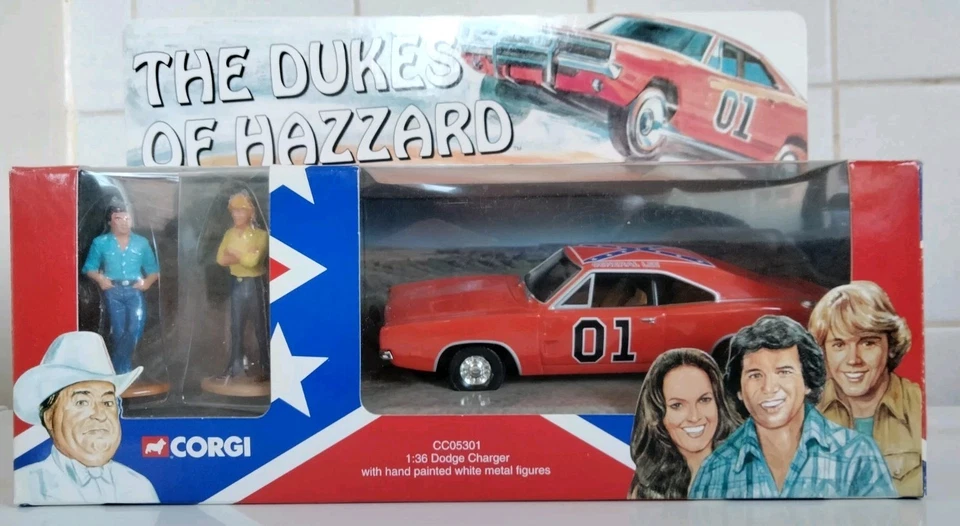 THE DUKES
OF HAZZARD
01
01
CORGI
CC05301
1:36 Dodge Charger
with hand painted white metal figures